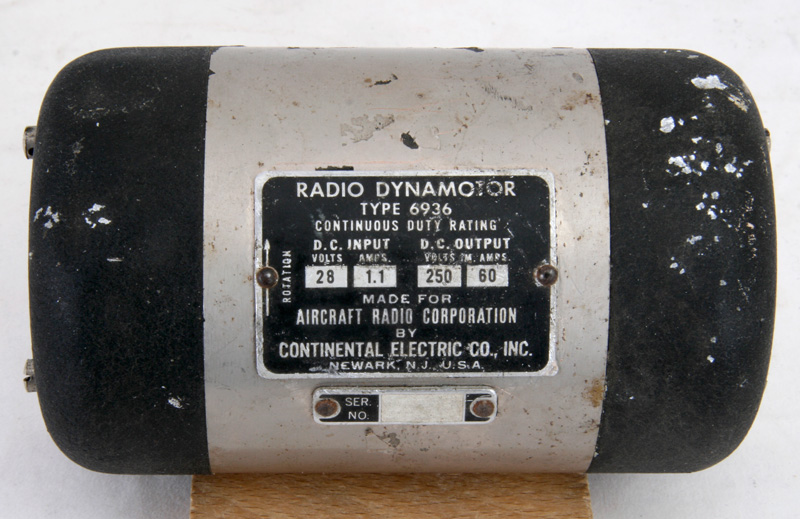 RADIO DYNAMOTOR
TYPE 6936
CONTINUOUS DUTY RATING
D.C. INPUT D.C. OUTPUT
VOLTS AMPS. VOLTS M. AMPS.
28 1.1 250 60
ROTATION
MADE FOR
AIRCRAFT RADIO CORPORATION
BY
CONTINENTAL ELECTRIC CO., INC.
NEWARK, N.J., U.S.A.
SER.
NO.